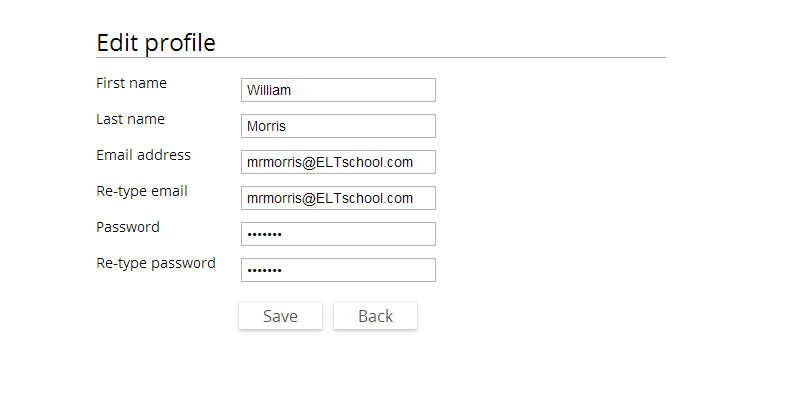 Edit profile
First name William
Last name Morris
Email address mrmorris@ELTschool.com
Re-type email mrmorris@ELTschool.com
Password •••••••
Re-type password •••••••
Save Back